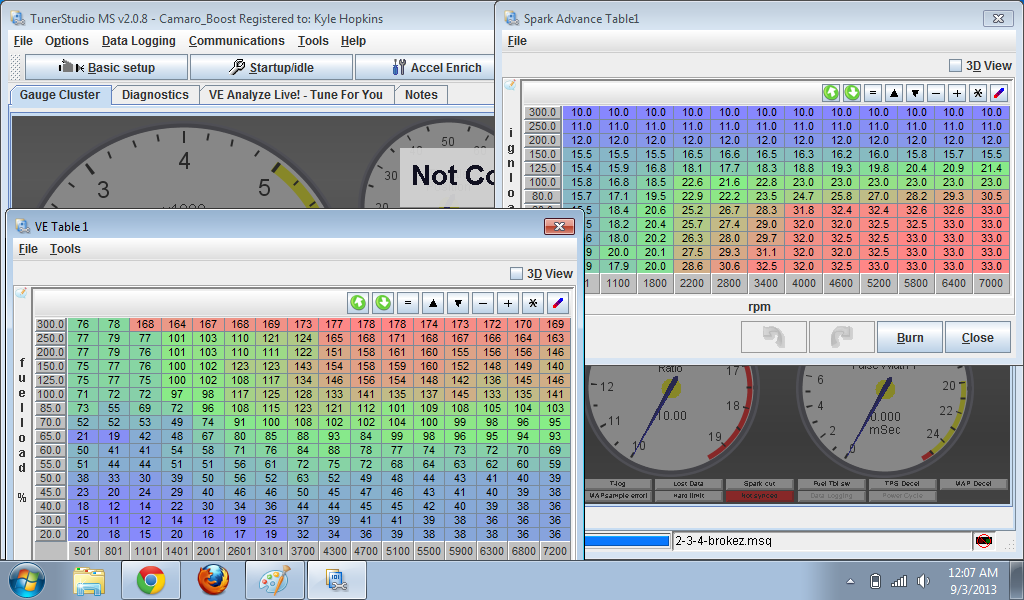 TunerStudio MS v2.0.8 - Camaro_Boost Registered to: Kyle Hopkins
File Options Data Logging Communications Tools Help
Basic setup Startup/idle Accel Enrich
Gauge Cluster Diagnostics VE Analyze Live! - Tune For You Notes
3 4 5
50 30 20
Not Co
Spark Advance Table1
File
3D View
= - + *
ignloa
300.0 10.0 10.0 10.0 10.0 10.0 10.0 10.0 10.0 10.0 10.0 10.0 10.0
250.0 11.0 11.0 11.0 11.0 11.0 11.0 11.0 11.0 11.0 11.0 11.0 11.0
200.0 12.0 12.0 12.0 12.0 12.0 12.0 12.0 12.0 12.0 12.0 12.0 12.0
150.0 15.5 15.5 15.5 16.5 16.6 16.5 16.3 16.2 16.0 15.8 15.7 15.5
125.0 15.4 15.9 16.8 18.1 17.7 18.3 18.8 19.3 19.8 20.4 20.9 21.4
100.0 15.8 16.8 18.5 22.6 21.6 22.8 23.0 23.0 23.0 23.0 23.0 23.0
80.0 15.7 17.1 19.5 22.9 22.2 23.5 24.7 25.8 27.0 28.2 29.3 30.5
.5 18.4 20.6 25.2 26.7 28.3 31.8 32.4 32.4 32.6 32.6 33.0
.5 18.2 20.4 25.7 27.4 29.0 32.0 32.0 32.5 32.5 33.0 33.0
.6 18.0 20.2 26.3 28.0 29.7 32.0 32.0 32.5 32.5 33.0 33.0
.9 20.0 20.1 27.5 29.3 31.1 32.0 32.0 32.5 33.0 33.0 33.0
.9 17.9 20.0 28.6 30.6 32.5 32.0 32.5 33.0 33.0 33.0 33.0
1 1100 1800 2200 2800 3400 4000 4600 5200 5800 6400 7000
rpm
Burn Close
VE Table1
File Tools
3D View
= - + *
fuelload %
300.0 76 78 168 164 167 168 169 173 177 178 178 174 173 172 170 169
250.0 77 79 77 101 103 110 121 124 165 168 171 168 167 166 164 163
200.0 77 79 76 101 103 110 111 122 151 158 161 160 155 156 156 146
150.0 75 77 76 100 102 123 123 143 154 158 159 160 152 148 149 140
125.0 75 77 75 100 102 108 117 134 146 156 154 148 142 136 145 146
100.0 71 72 72 97 98 117 125 128 133 141 135 137 145 133 135 141
85.0 73 55 69 72 96 108 115 123 121 112 101 109 108 105 104 103
70.0 52 52 53 49 74 91 100 108 102 102 104 100 99 98 96 95
65.0 21 19 42 48 67 80 85 88 93 84 99 98 96 95 94 93
60.0 50 41 41 54 58 71 76 84 88 78 77 74 73 72 70 69
55.0 51 44 44 51 51 56 61 72 75 72 68 64 63 62 60 59
50.0 38 33 30 39 50 56 52 63 52 49 48 44 43 41 40 39
45.0 23 20 24 29 40 46 46 50 45 47 46 43 41 40 39 38
40.0 18 12 14 22 30 34 36 44 44 45 45 42 40 39 38 36
30.0 15 11 12 14 12 19 25 37 39 41 41 39 38 36 36 36
20.0 20 18 15 20 16 17 19 32 34 36 39 38 38 38 36 36
501 801 1101 1401 2001 2601 3101 3700 4300 4700 5100 5500 5900 6300 6800 7200
Ratio
12 11 10 17 18 19
10.00
Pulse Width 1
6 4 2 0 20 22 24
0.000
mSec
T-log Lost Data Spark cut Fuel Tbl sw TPS Decel MAP Decel
MAPsample error! Hard limit Not synced Data Logging Power Cycle
2-3-4-brokez.msq
12:07 AM
9/3/2013